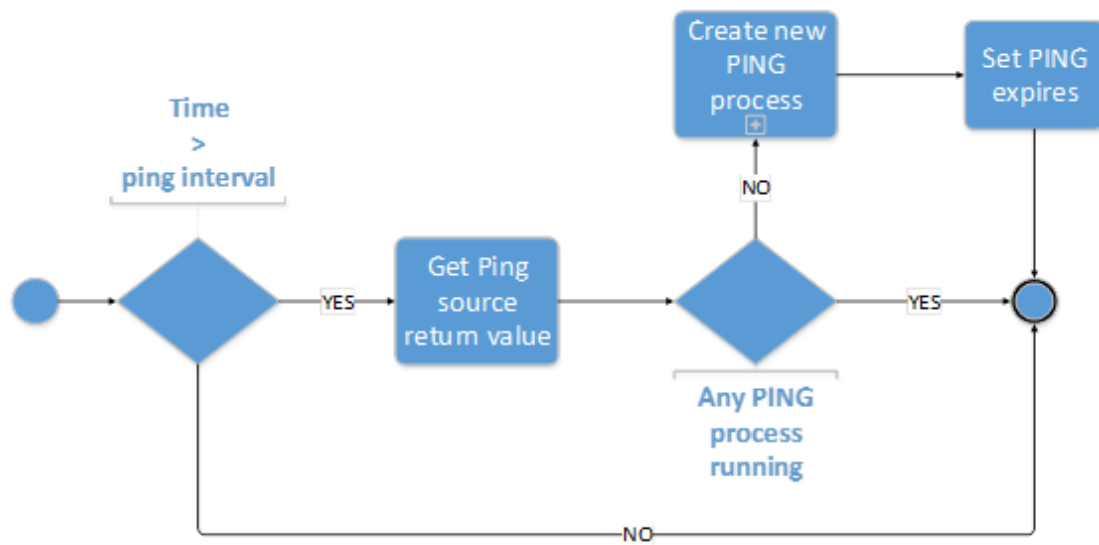 Time
>
ping interval
YES
Get Ping
source
return value
Create new
PING
process
Set PING
expires
NO
YES
Any PING
process
running
NO